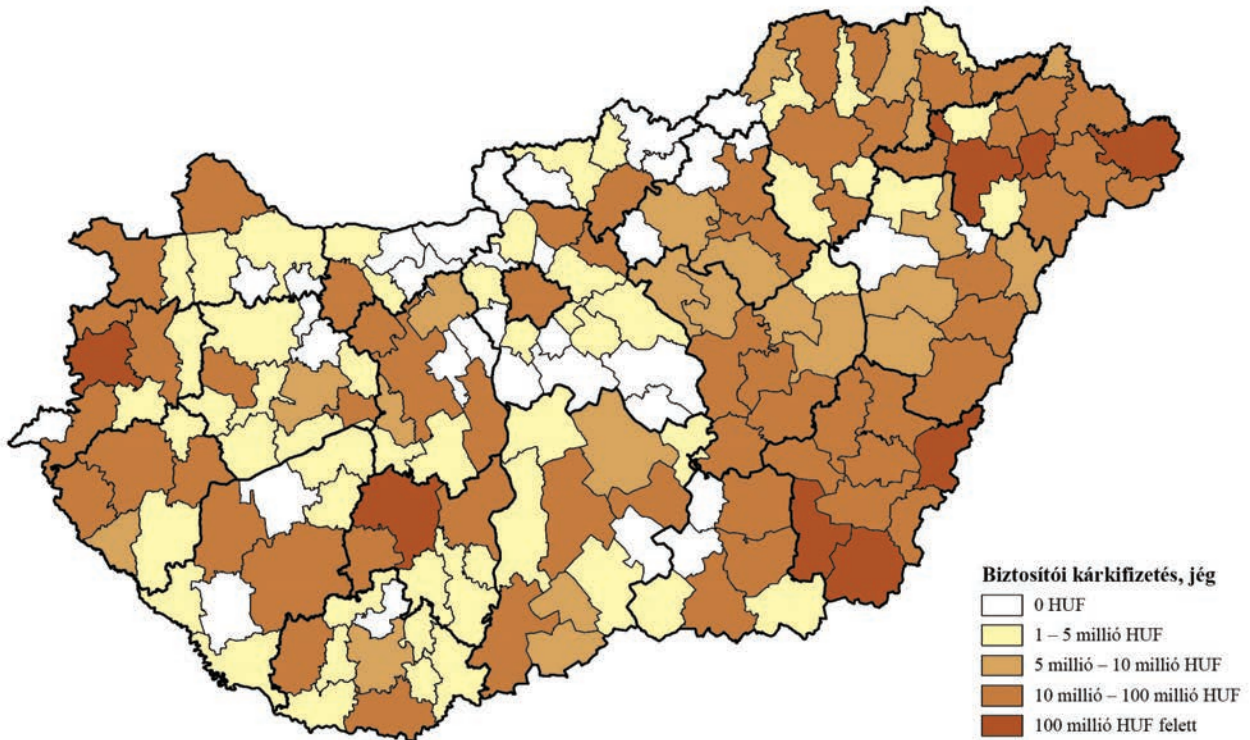 Biztosítói kárkifizetés, jég
0 HUF
1 – 5 millió HUF
5 millió – 10 millió HUF
10 millió – 100 millió HUF
100 millió HUF felett